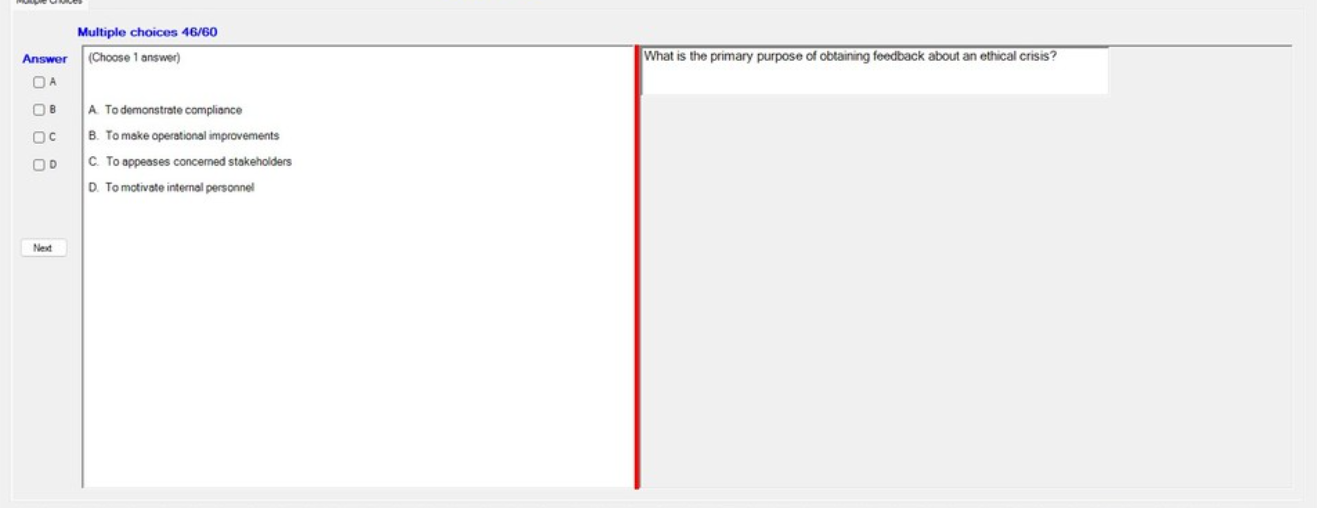 Multiple Choices
Multiple choices 46/60
Answer
A
B
C
D
Next
(Choose 1 answer)
A. To demonstrate compliance
B. To make operational improvements
C. To appeases concerned stakeholders
D. To motivate internal personnel
What is the primary purpose of obtaining feedback about an ethical crisis?